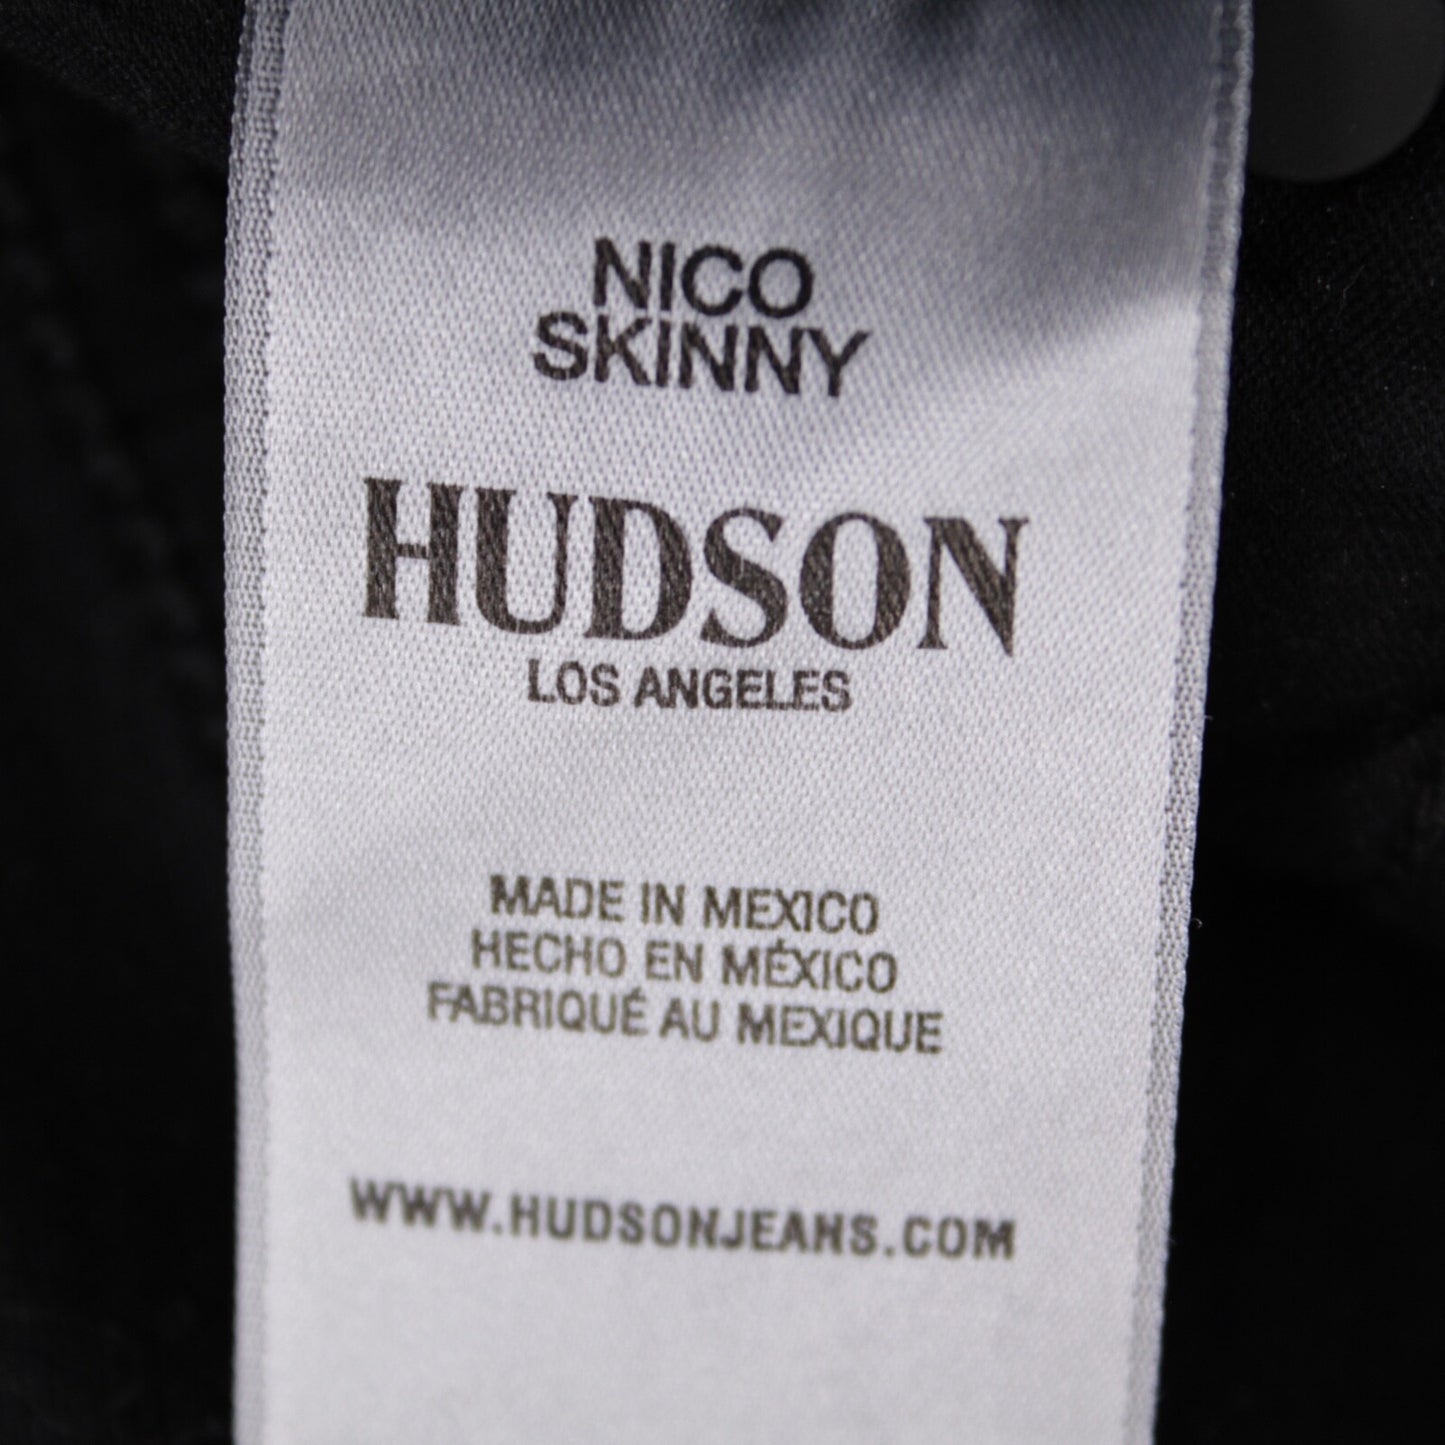 NICO
SKINNY
HUDSON
LOS ANGELES
MADE IN MEXICO
HECHO EN MÉXICO
FABRIQUÉ AU MEXIQUE
WWW.HUDSONJEANS.COM